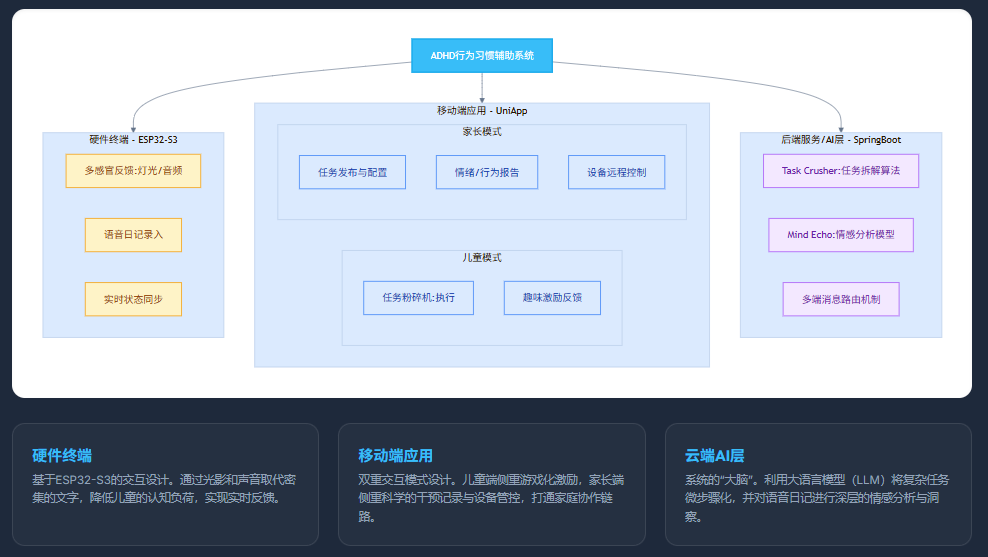 ADHD行为习惯辅助系统
硬件终端 - ESP32-S3
多感官反馈:灯光/音频
语音日记录入
实时状态同步
移动端应用 - UniApp
家长模式
任务发布与配置
情绪/行为报告
设备远程控制
儿童模式
任务粉碎机:执行
趣味激励反馈
后端服务/AI层 - SpringBoot
Task Crusher:任务拆解算法
Mind Echo:情感分析模型
多端消息路由机制
硬件终端
基于ESP32-S3的交互设计。通过光影和声音取代密
集的文字，降低儿童的认知负荷，实现实时反馈。
移动端应用
双重交互模式设计。儿童端侧重游戏化激励，家长端
侧重科学的干预记录与设备管控，打通家庭协作链
路。
云端AI层
系统的“大脑”。利用大语言模型（LLM）将复杂任务
微步骤化，并对语音日记进行深层的情感分析与洞
察。